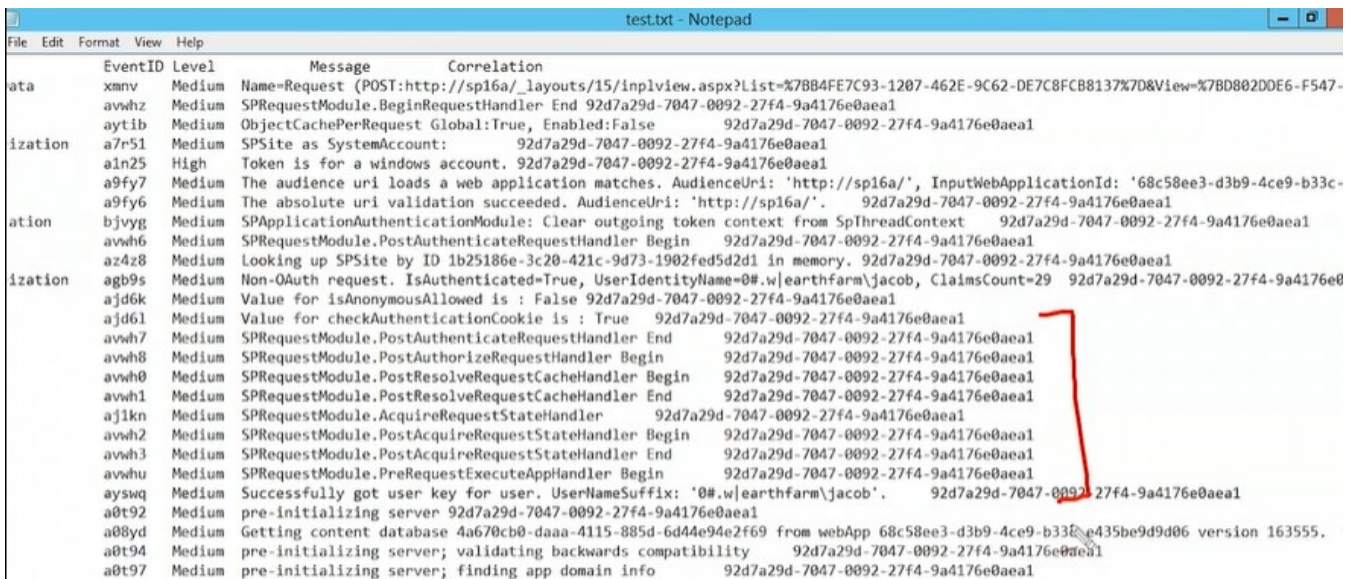 test.txt - Notepad
File Edit Format View Help
EventID Level Message Correlation
ata xmnv Medium Name=Request (POST:http://sp16a/_layouts/15/inplview.aspx?List=%7BB4FE7C93-1207-462E-9C62-DE7C8FCB8137%7D&View=%7BD802DDE6-F547-
avwhz Medium SPRequestModule.BeginRequestHandler End 92d7a29d-7047-0092-27f4-9a4176e0aea1
aytib Medium ObjectCachePerRequest Global:True, Enabled:False 92d7a29d-7047-0092-27f4-9a4176e0aea1
ization a7r51 Medium SPSite as SystemAccount: 92d7a29d-7047-0092-27f4-9a4176e0aea1
a1n25 High Token is for a windows account. 92d7a29d-7047-0092-27f4-9a4176e0aea1
a9fy7 Medium The audience uri loads a web application matches. AudienceUri: 'http://sp16a/', InputWebApplicationId: '68c58ee3-d3b9-4ce9-b33c-
a9fy6 Medium The absolute uri validation succeeded. AudienceUri: 'http://sp16a/'. 92d7a29d-7047-0092-27f4-9a4176e0aea1
ation bjvyg Medium SPApplicationAuthenticationModule: Clear outgoing token context from SpThreadContext 92d7a29d-7047-0092-27f4-9a4176e0aea1
avwh6 Medium SPRequestModule.PostAuthenticateRequestHandler Begin 92d7a29d-7047-0092-27f4-9a4176e0aea1
az4z8 Medium Looking up SPSite by ID 1b25186e-3c20-421c-9d73-1902fed5d2d1 in memory. 92d7a29d-7047-0092-27f4-9a4176e0aea1
ization agb9s Medium Non-OAuth request. IsAuthenticated=True, UserIdentityName=0#.w|earthfarm\jacob, ClaimsCount=29 92d7a29d-7047-0092-27f4-9a4176e0
ajd6k Medium Value for isAnonymousAllowed is : False 92d7a29d-7047-0092-27f4-9a4176e0aea1
ajd6l Medium Value for checkAuthenticationCookie is : True 92d7a29d-7047-0092-27f4-9a4176e0aea1
avwh7 Medium SPRequestModule.PostAuthenticateRequestHandler End 92d7a29d-7047-0092-27f4-9a4176e0aea1
avwh8 Medium SPRequestModule.PostAuthorizeRequestHandler Begin 92d7a29d-7047-0092-27f4-9a4176e0aea1
avwh0 Medium SPRequestModule.PostResolveRequestCacheHandler Begin 92d7a29d-7047-0092-27f4-9a4176e0aea1
avwh1 Medium SPRequestModule.PostResolveRequestCacheHandler End 92d7a29d-7047-0092-27f4-9a4176e0aea1
aj1kn Medium SPRequestModule.AcquireRequestStateHandler 92d7a29d-7047-0092-27f4-9a4176e0aea1
avwh2 Medium SPRequestModule.PostAcquireRequestStateHandler Begin 92d7a29d-7047-0092-27f4-9a4176e0aea1
avwh3 Medium SPRequestModule.PostAcquireRequestStateHandler End 92d7a29d-7047-0092-27f4-9a4176e0aea1
avwhu Medium SPRequestModule.PreRequestExecuteAppHandler Begin 92d7a29d-7047-0092-27f4-9a4176e0aea1
ayswq Medium Successfully got user key for user. UserNameSuffix: '0#.w|earthfarm\jacob'. 92d7a29d-7047-0092-27f4-9a4176e0aea1
a0t92 Medium pre-initializing server 92d7a29d-7047-0092-27f4-9a4176e0aea1
a08yd Medium Getting content database 4a670cb0-daaa-4115-885d-6d44e94e2f69 from webApp 68c58ee3-d3b9-4ce9-b33c-e435be9d9d06 version 163555.
a0t94 Medium pre-initializing server; validating backwards compatibility 92d7a29d-7047-0092-27f4-9a4176e0aea1
a0t97 Medium pre-initializing server; finding app domain info 92d7a29d-7047-0092-27f4-9a4176e0aea1